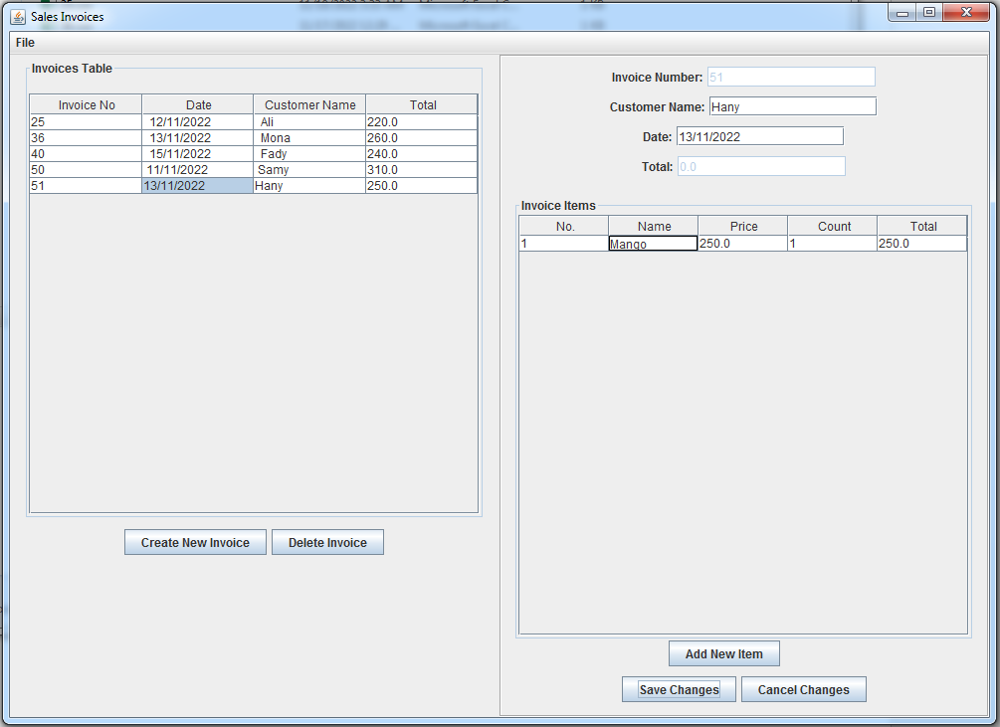 Sales Invoices
File
Invoices Table
Invoice No Date Customer Name Total
25 12/11/2022 Ali 220.0
36 13/11/2022 Mona 260.0
40 15/11/2022 Fady 240.0
50 11/11/2022 Samy 310.0
51 13/11/2022 Hany 250.0
Create New Invoice Delete Invoice
Invoice Number: 51
Customer Name: Hany
Date: 13/11/2022
Total: 0.0
Invoice Items
No. Name Price Count Total
1 Mango 250.0 1 250.0
Add New Item
Save Changes Cancel Changes